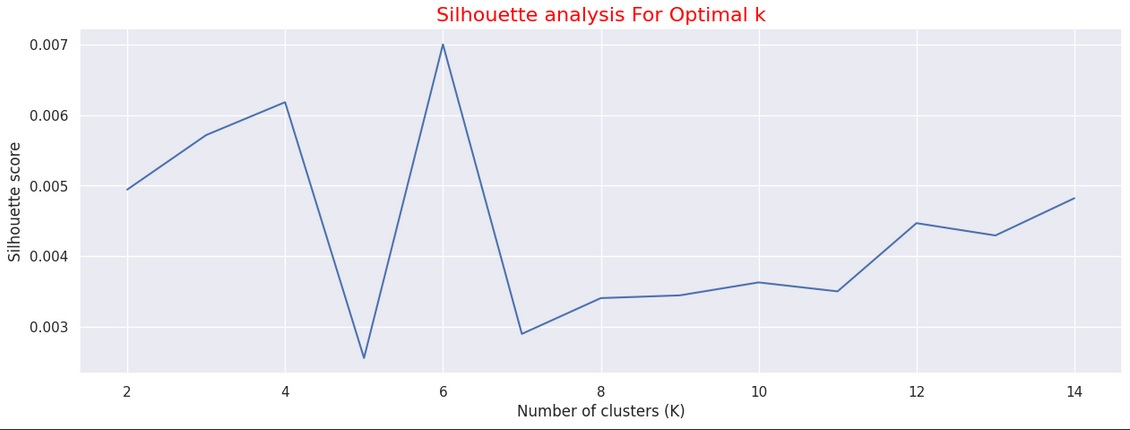 Silhouette analysis For Optimal k
0.007
0.006
0.005
0.004
0.003
Silhouette score
2 4 6 8 10 12 14
Number of clusters (K)